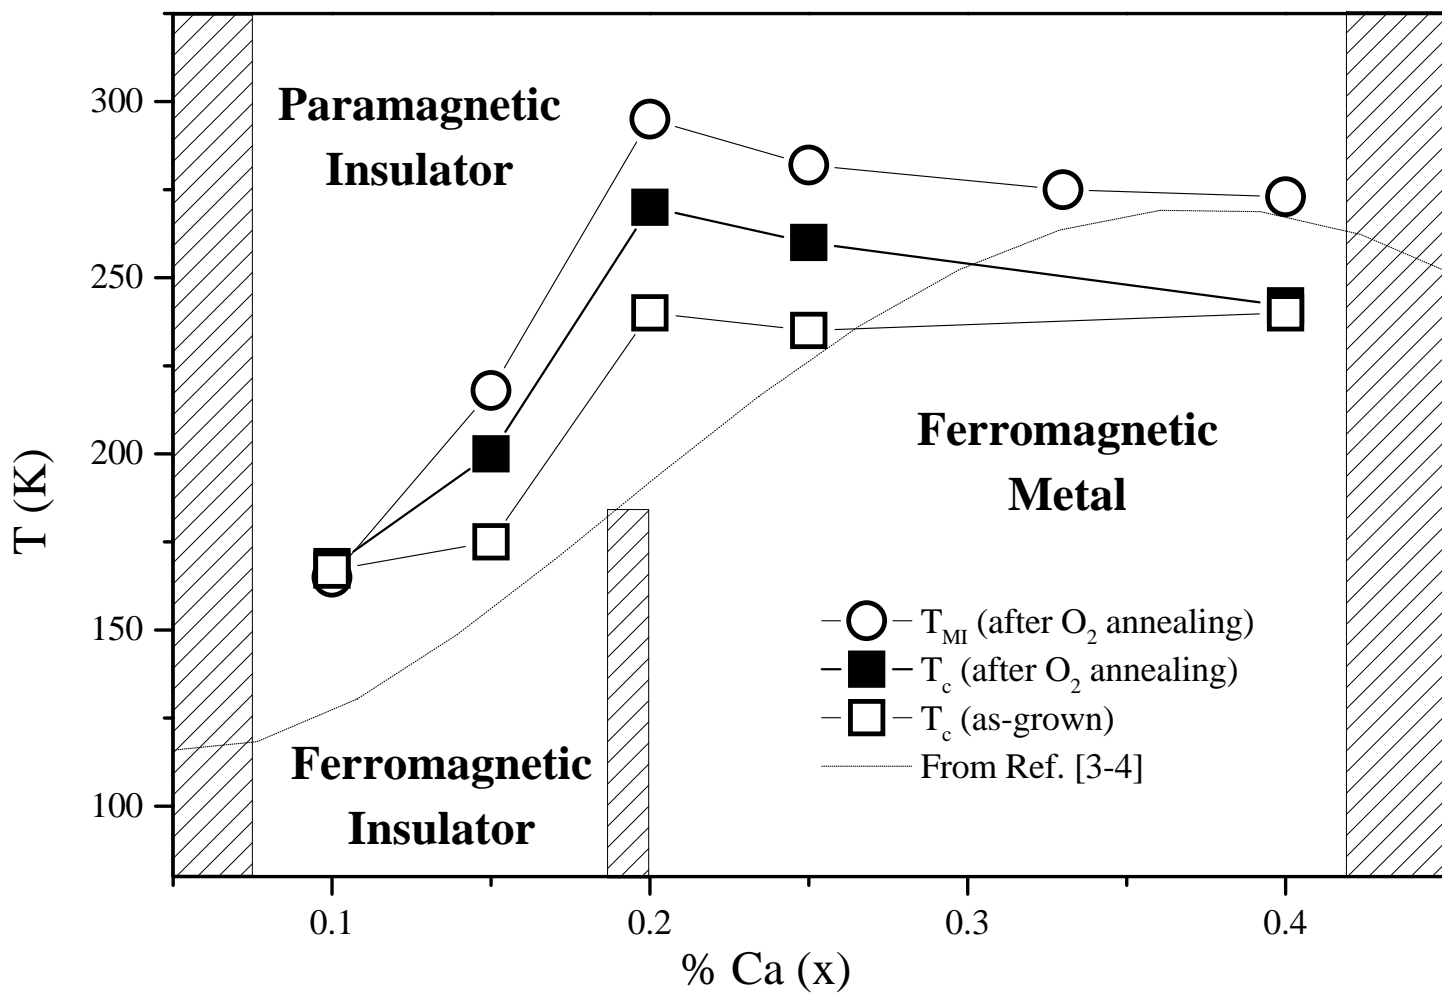 Paramagnetic
Insulator
300
250
200
150
100
T (K)
Ferromagnetic
Metal
Ferromagnetic
Insulator
T_MI (after O_2 annealing)
T_c (after O_2 annealing)
T_c (as-grown)
From Ref. [3-4]
0.1 0.2 0.3 0.4
% Ca (x)